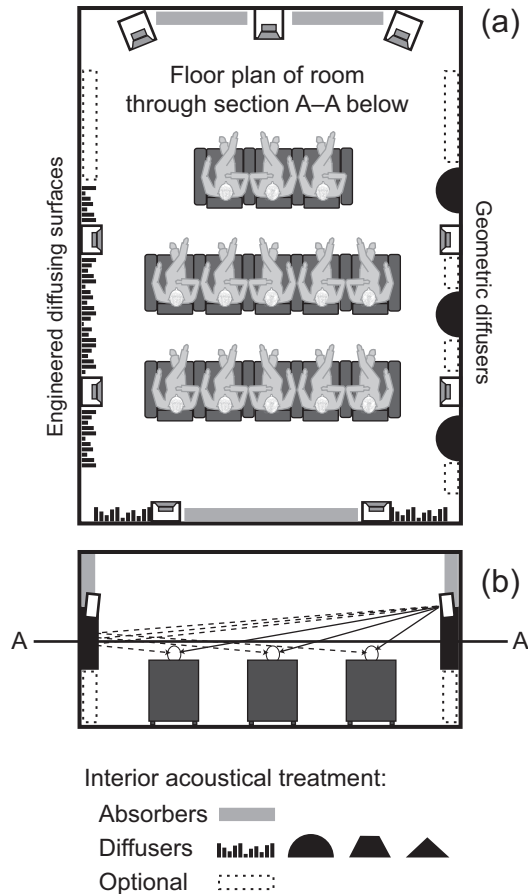 (a)
Floor plan of room
through section A–A below
Engineered diffusing surfaces
Geometric diffusers
(b)
A
A
Interior acoustical treatment:
Absorbers
Diffusers
Optional